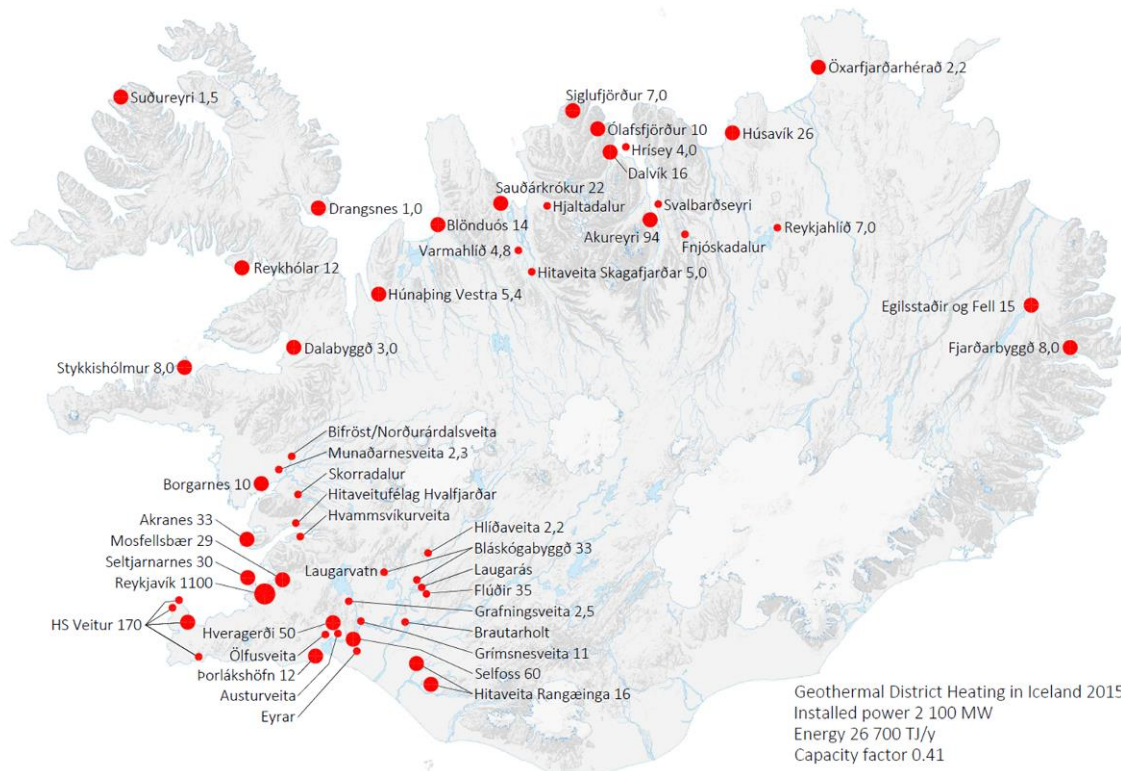 Öxarfjarðarhérað 2,2
Suðureyri 1,5
Siglufjörður 7,0
Ólafsfjörður 10
Húsavík 26
Hrísey 4,0
Dalvík 16
Sauðárkrókur 22
Hjaltadalur
Svalbarðseyri
Drangsnes 1,0
Blönduós 14
Akureyri 94
Reykjahlíð 7,0
Fnjóskadalur
Varmahlíð 4,8
Reykhólar 12
Hitaveita Skagafjarðar 5,0
Húnaþing Vestra 5,4
Egilsstaðir og Fell 15
Dalabyggð 3,0
Fjarðarbyggð 8,0
Stykkishólmur 8,0
Bifröst/Norðurárdalsveita
Munaðarnesveita 2,3
Skorradalur
Borgarnes 10
Hitaveitufélag Hvalfjarðar
Hvammsvíkurveita
Akranes 33
Mosfellsbær 29
Seltjarnarnes 30
Reykjavík 1100
HS Veitur 170
Hlíðaveita 2,2
Bláskógabyggð 33
Laugarvatn
Laugarás
Flúðir 35
Grafningsveita 2,5
Brautarholt
Grímsnesveita 11
Selfoss 60
Hitaveita Rangæinga 16
Hveragerði 50
Ölfusveita
Þorlákshöfn 12
Austurveita
Eyrar
Geothermal District Heating in Iceland 2015
Installed power 2 100 MW
Energy 26 700 TJ/y
Capacity factor 0.41